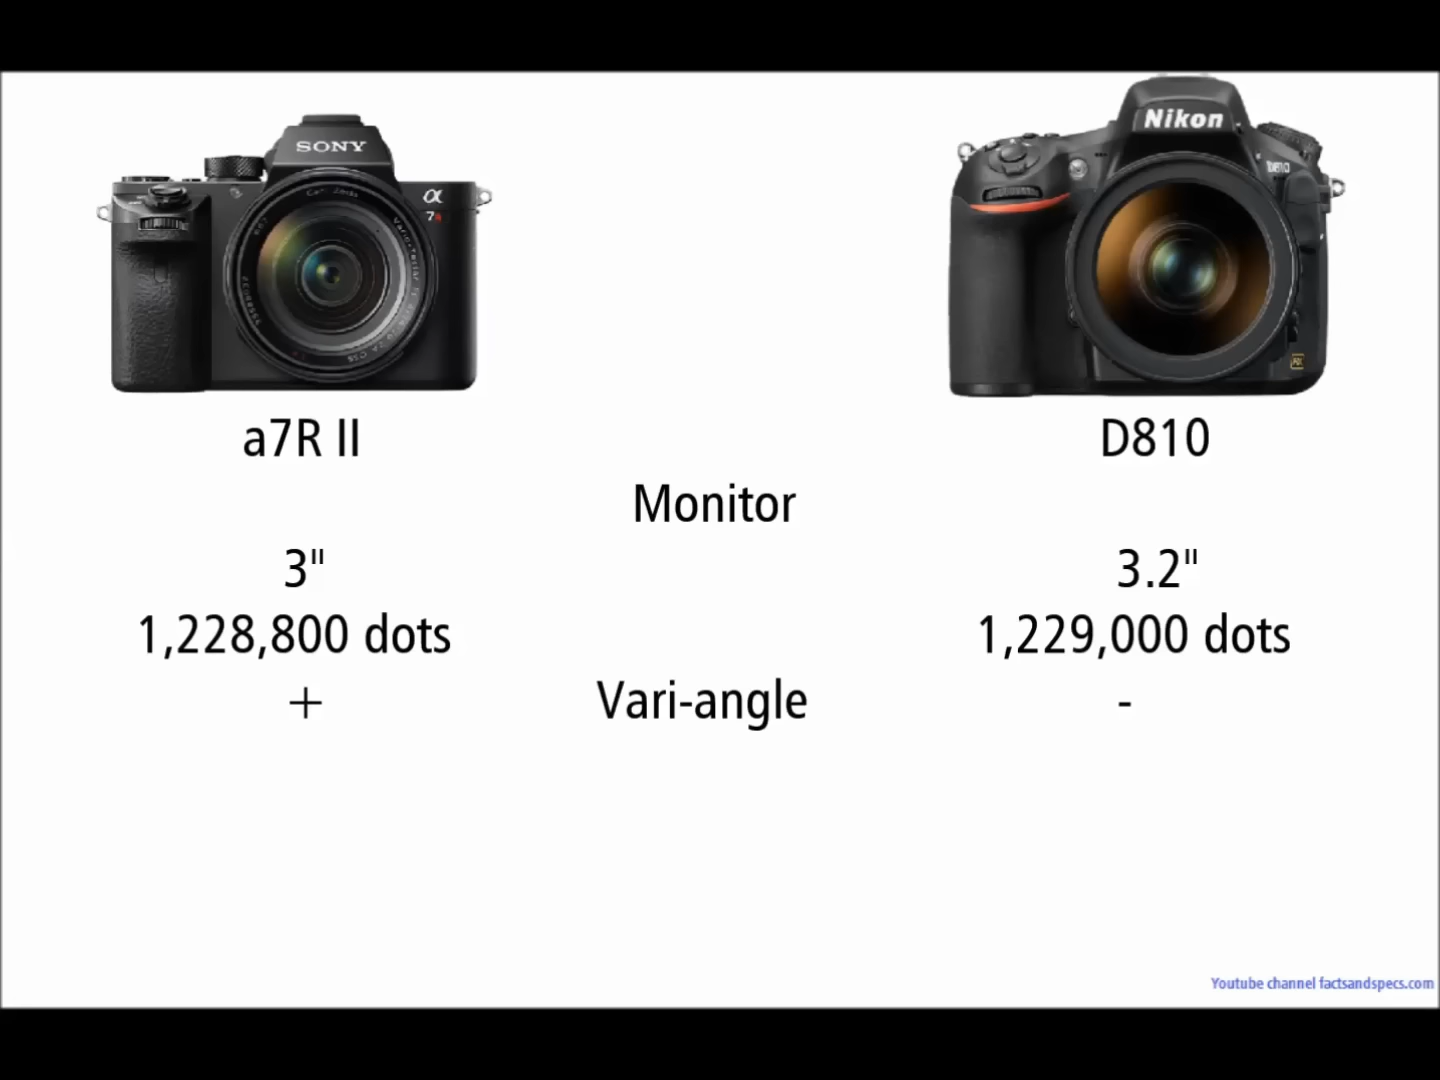 SONY
Nikon
α
7R
D810
a7R II
D810
Monitor
3"
3.2"
1,228,800 dots
1,229,000 dots
+
Vari-angle
-
Youtube channel factsandspecs.com